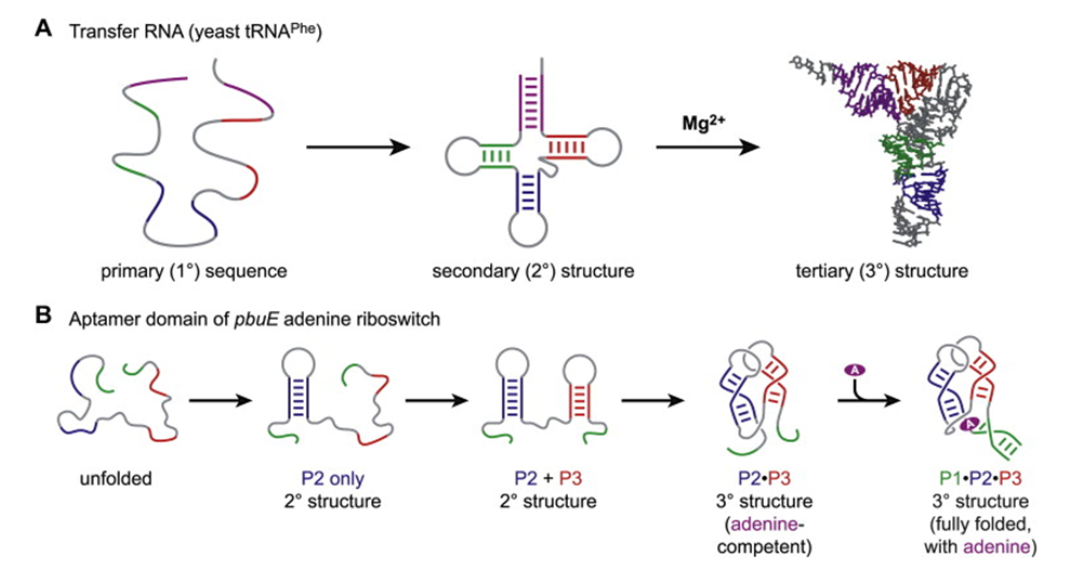 A Transfer RNA (yeast tRNAPhe)
Mg2+
primary (1°) sequence
secondary (2°) structure
tertiary (3°) structure
B Aptamer domain of pbuE adenine riboswitch
A
A
unfolded
P2 only
2° structure
P2 + P3
2° structure
P2•P3
3° structure
(adenine-
competent)
P1•P2•P3
3° structure
(fully folded,
with adenine)